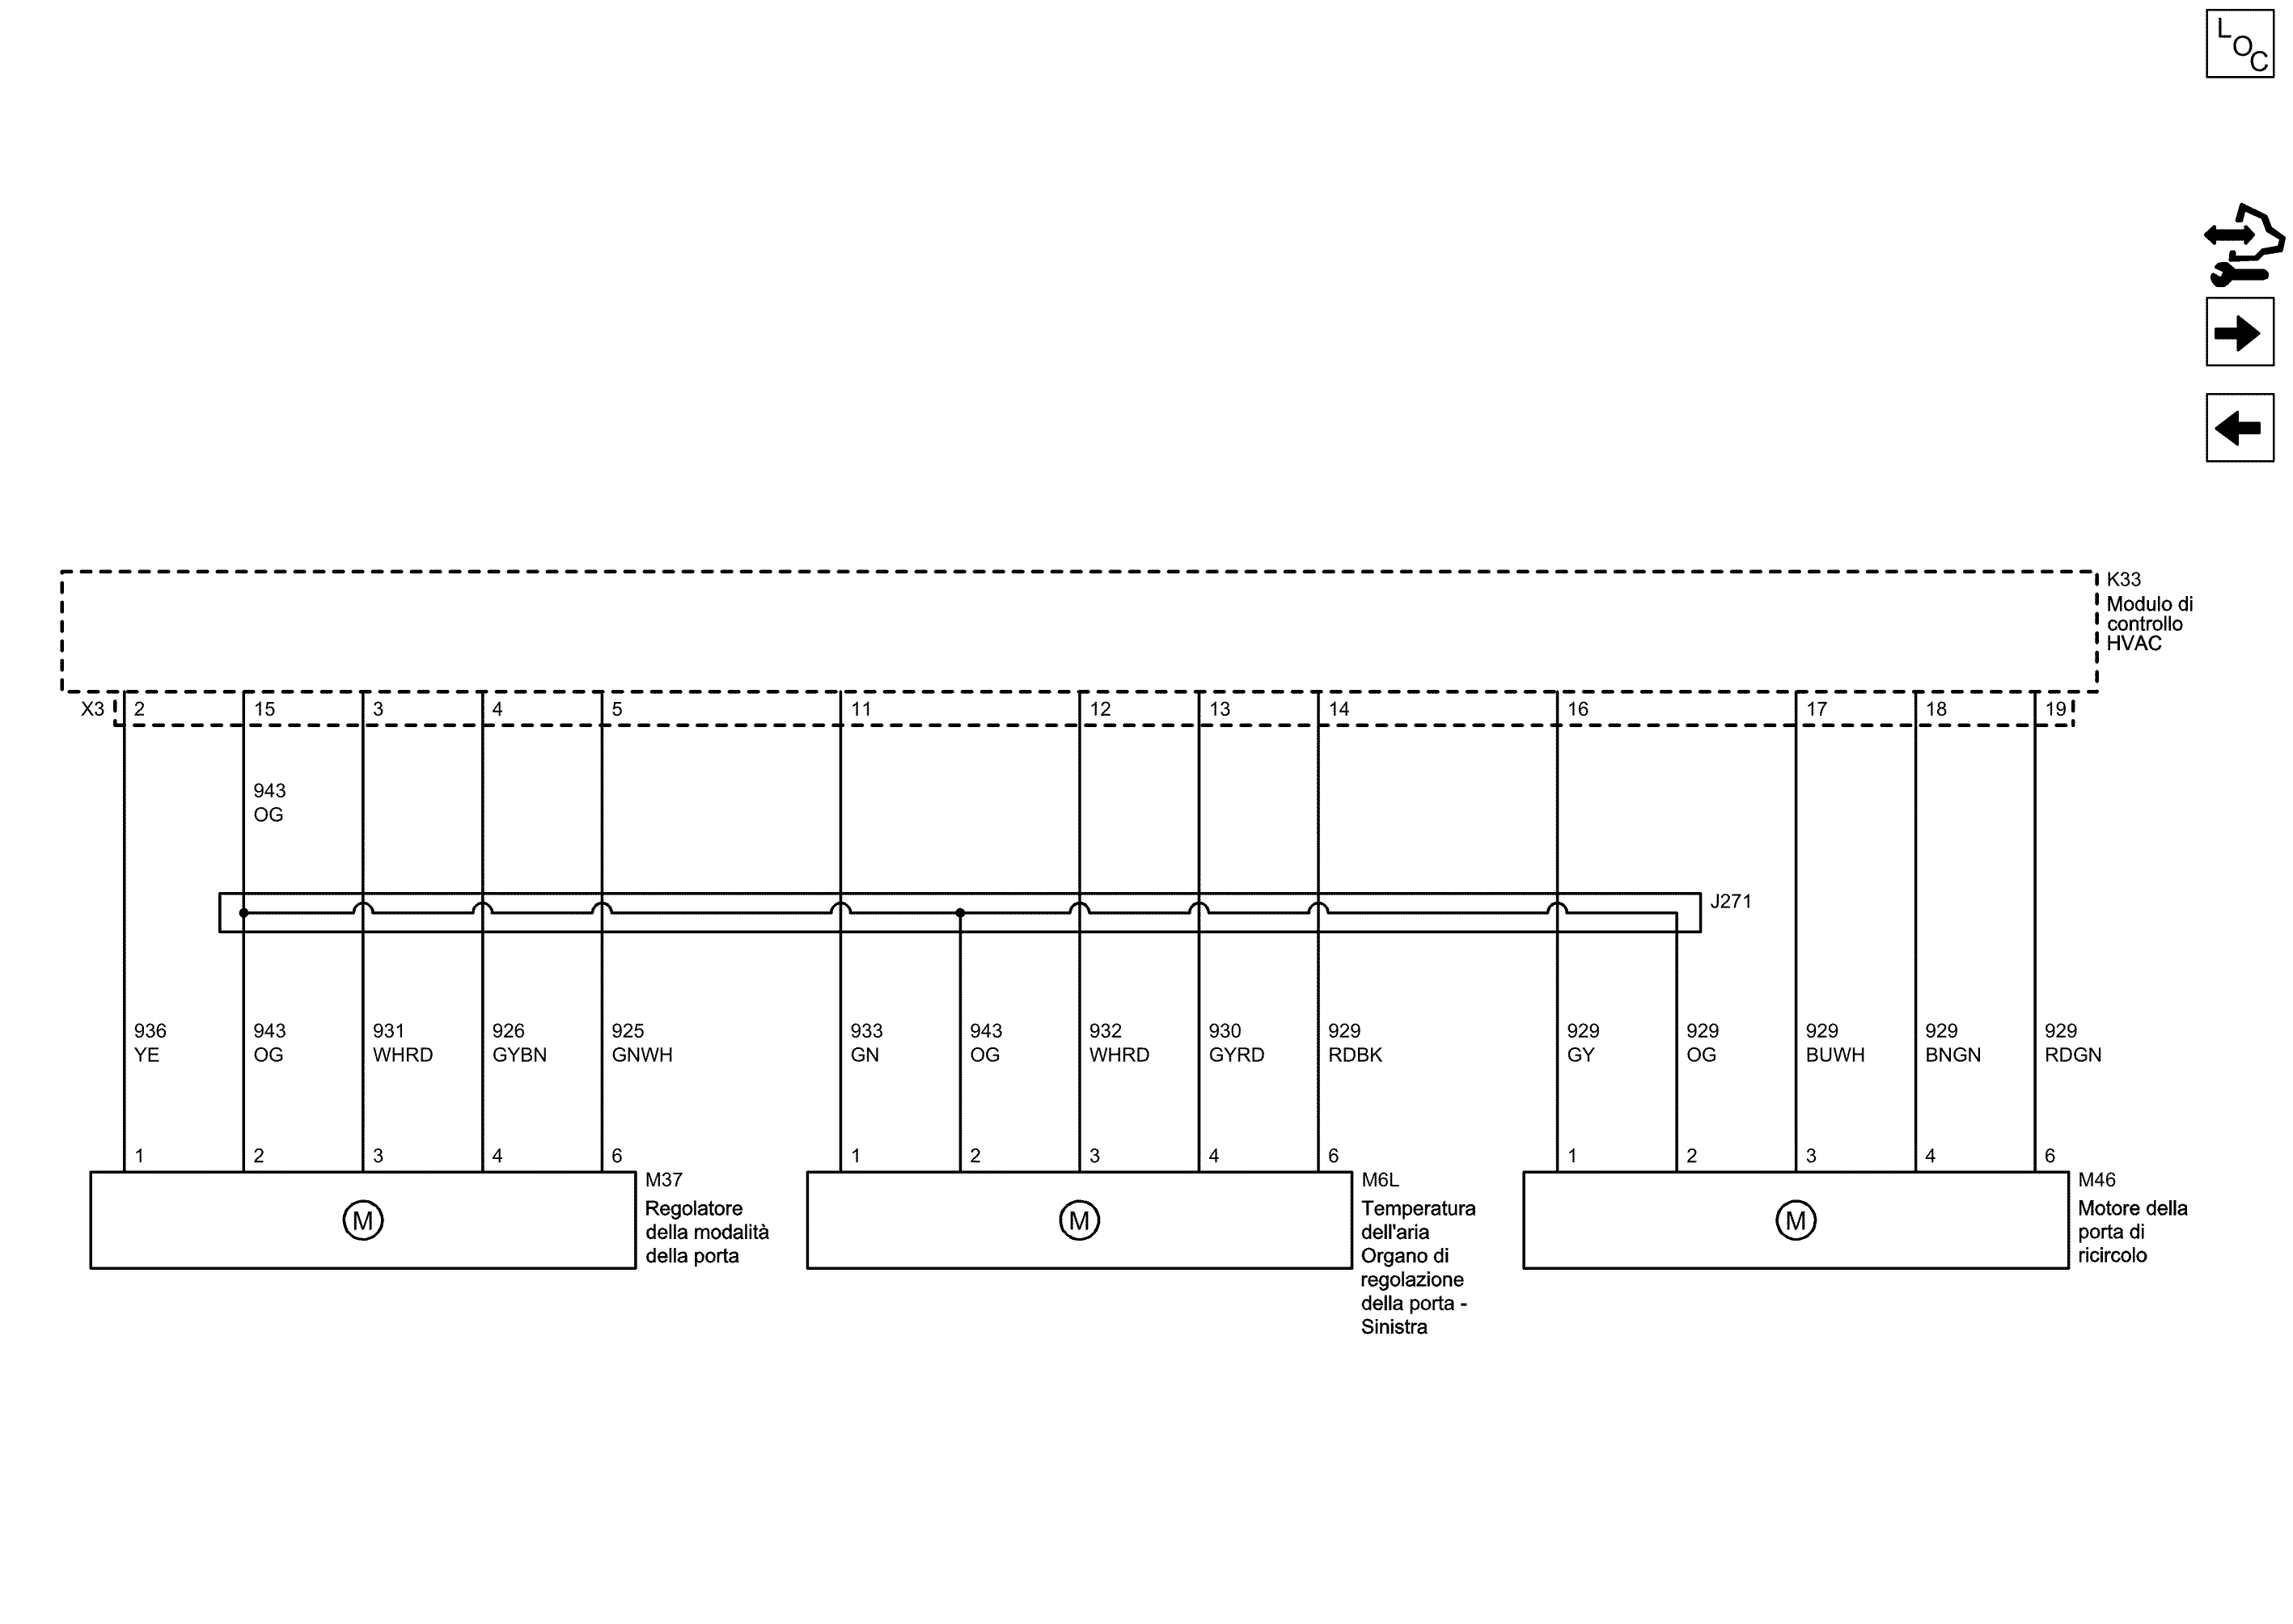 L
O
C
K33
Modulo di
controllo
HVAC
X3 2 15 3 4 5 11 12 13 14 16 17 18 19
943
OG
J271
936 943 931 926 925 933 943 932 930 929 929 929 929 929 929
YE OG WHRD GYBN GNWH GN OG WHRD GYRD RDBK GY OG BUWH BNGN RDGN
1 2 3 4 6 1 2 3 4 6 1 2 3 4 6
M
M37
Regolatore
della modalità
della porta
M
M6L
Temperatura
dell'aria
Organo di
regolazione
della porta -
Sinistra
M
M46
Motore della
porta di
ricircolo